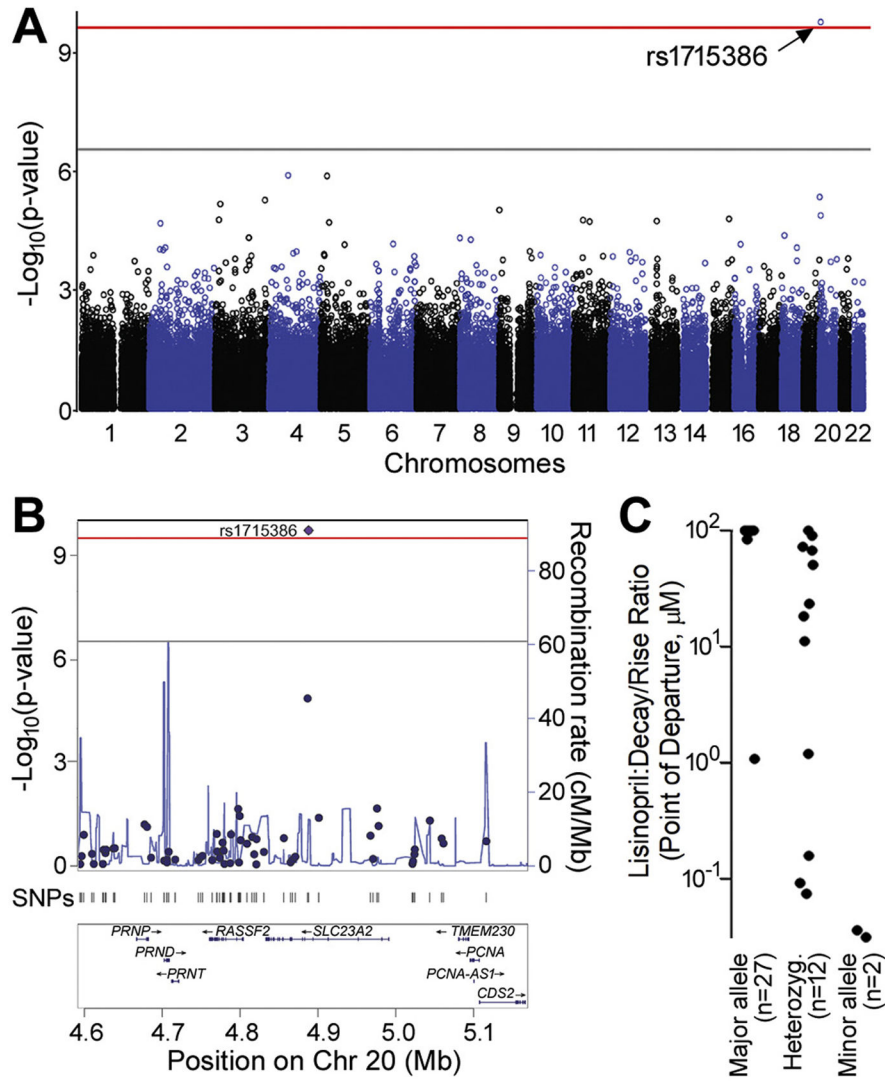 A
9
6
3
0
-Log10(p-value)
rs1715386
1 2 3 4 5 6 7 8 9 10 11 12 13 14 16 18 20 22
Chromosomes
B
rs1715386
9
6
3
0
-Log10(p-value)
80
60
40
20
0
Recombination rate (cM/Mb)
SNPs
PRNP
RASSF2
SLC23A2
TMEM230
PRND
PCNA
PRNT
PCNA-AS1
CDS2
4.6 4.7 4.8 4.9 5.0 5.1
Position on Chr 20 (Mb)
C
Lisinopril:Decay/Rise Ratio
(Point of Departure, µM)
10²
10¹
10⁰
10⁻¹
Major allele
(n=27)
Heterozyg.
(n=12)
Minor allele
(n=2)